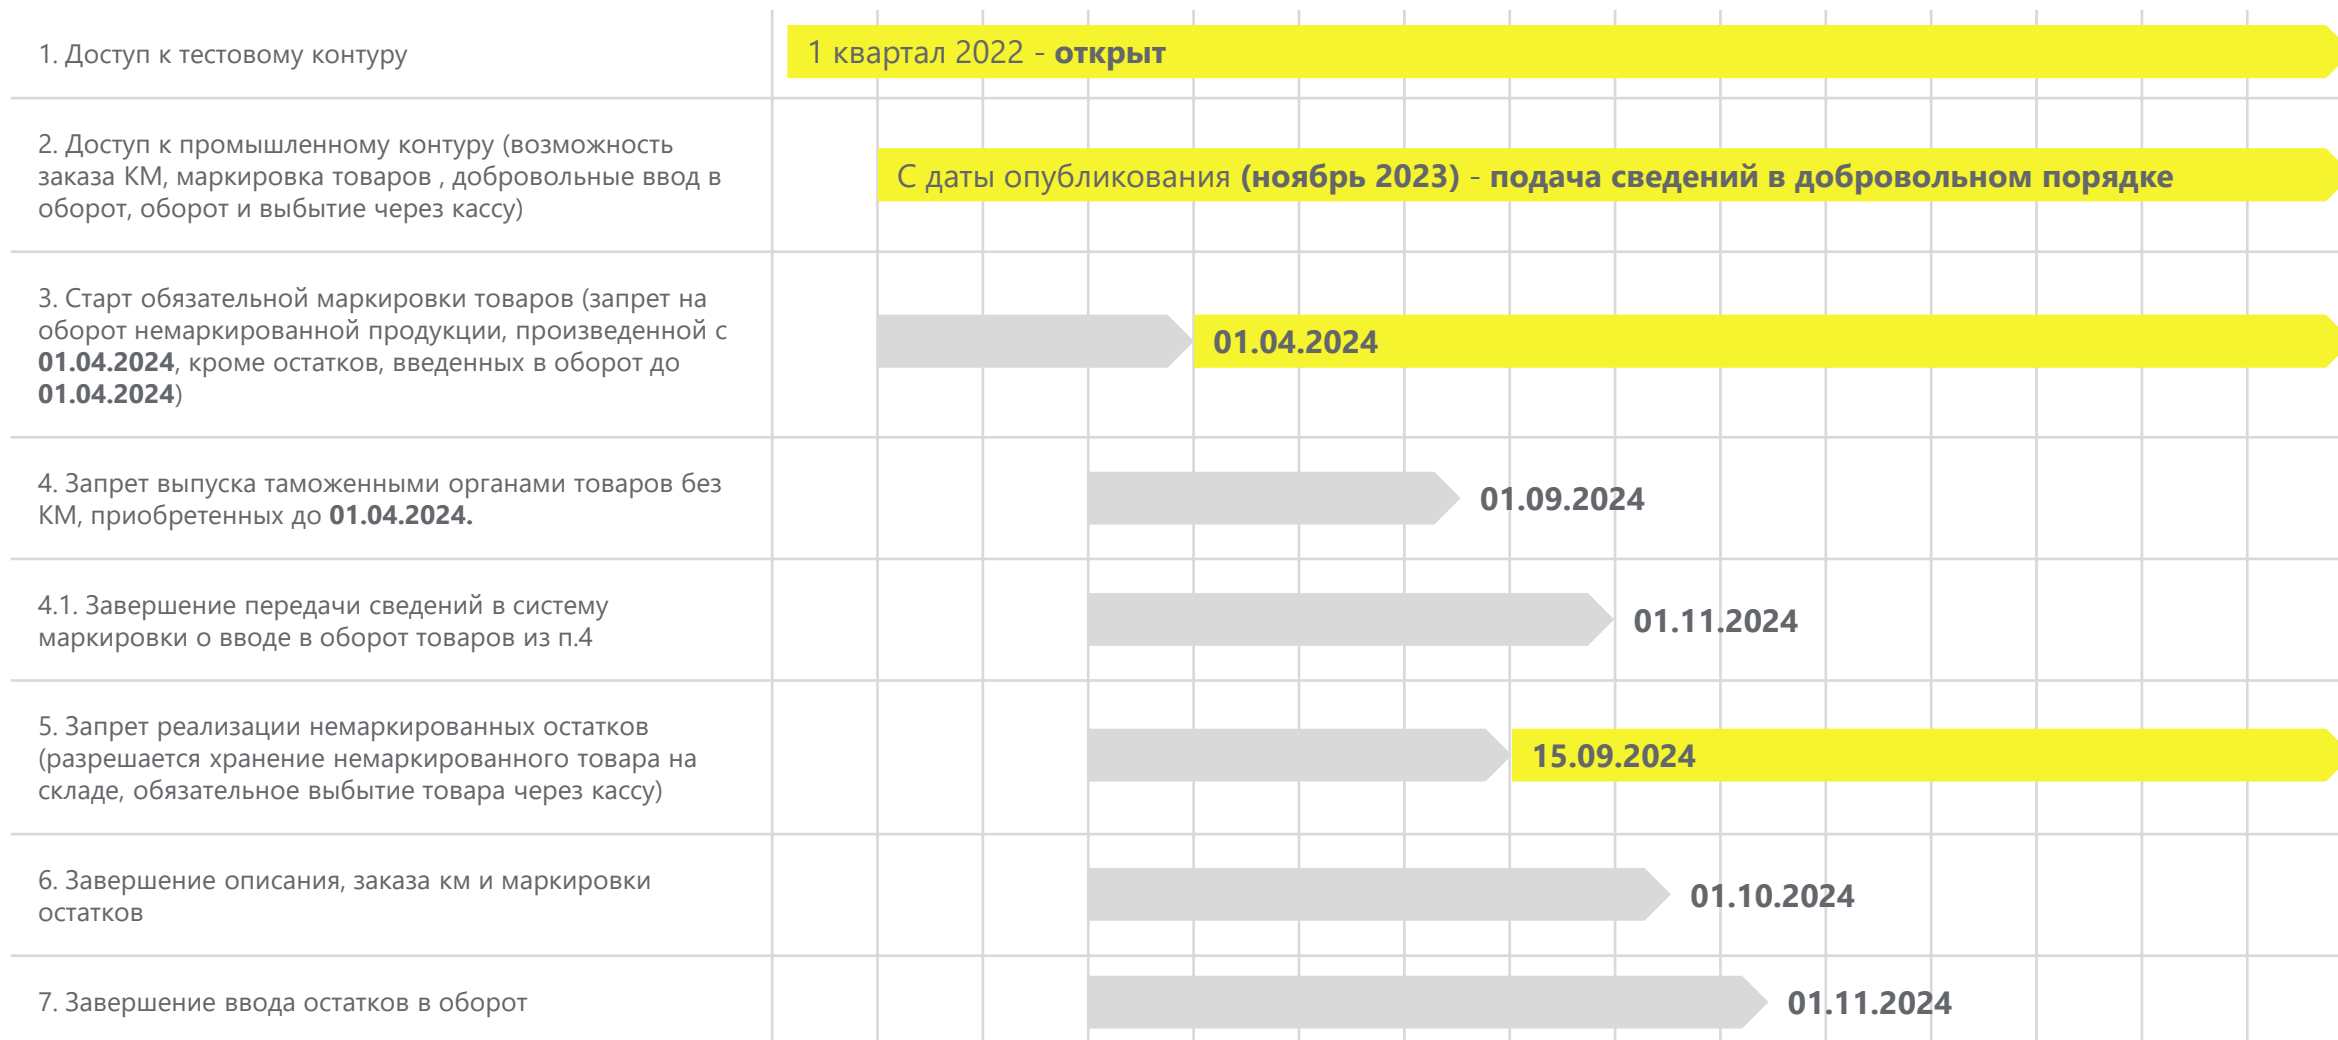 1. Доступ к тестовому контуру
1 квартал 2022 - открыт
2. Доступ к промышленному контуру (возможность
заказа КМ, маркировка товаров , добровольные ввод в
оборот, оборот и выбытие через кассу)
С даты опубликования (ноябрь 2023) - подача сведений в добровольном порядке
3. Старт обязательной маркировки товаров (запрет на
оборот немаркированной продукции, произведенной с
01.04.2024, кроме остатков, введенных в оборот до
01.04.2024)
01.04.2024
4. Запрет выпуска таможенными органами товаров без
КМ, приобретенных до 01.04.2024.
01.09.2024
4.1. Завершение передачи сведений в систему
маркировки о вводе в оборот товаров из п.4
01.11.2024
5. Запрет реализации немаркированных остатков
(разрешается хранение немаркированного товара на
складе, обязательное выбытие товара через кассу)
15.09.2024
6. Завершение описания, заказа км и маркировки
остатков
01.10.2024
7. Завершение ввода остатков в оборот
01.11.2024